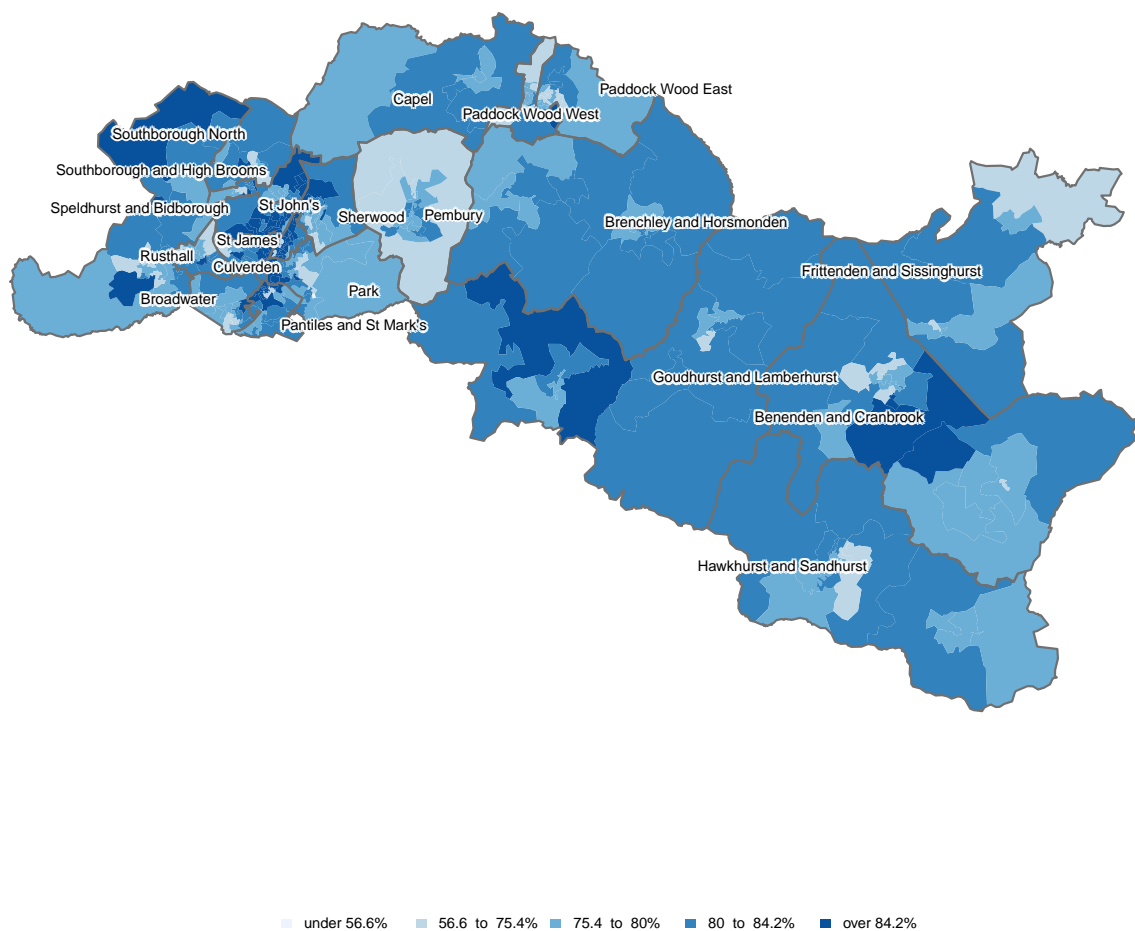 Paddock Wood East
Capel
Paddock Wood West
Southborough North
Southborough and High Brooms
St John's
Speldhurst and Bidborough
Sherwood
Pembury
Brenchley and Horsmonden
St James'
Rusthall
Culverden
Frittenden and Sissinghurst
Park
Broadwater
Pantiles and St Mark's
Goudhurst and Lamberhurst
Benenden and Cranbrook
Hawkhurst and Sandhurst
under 56.6% 56.6 to 75.4% 75.4 to 80% 80 to 84.2% over 84.2%